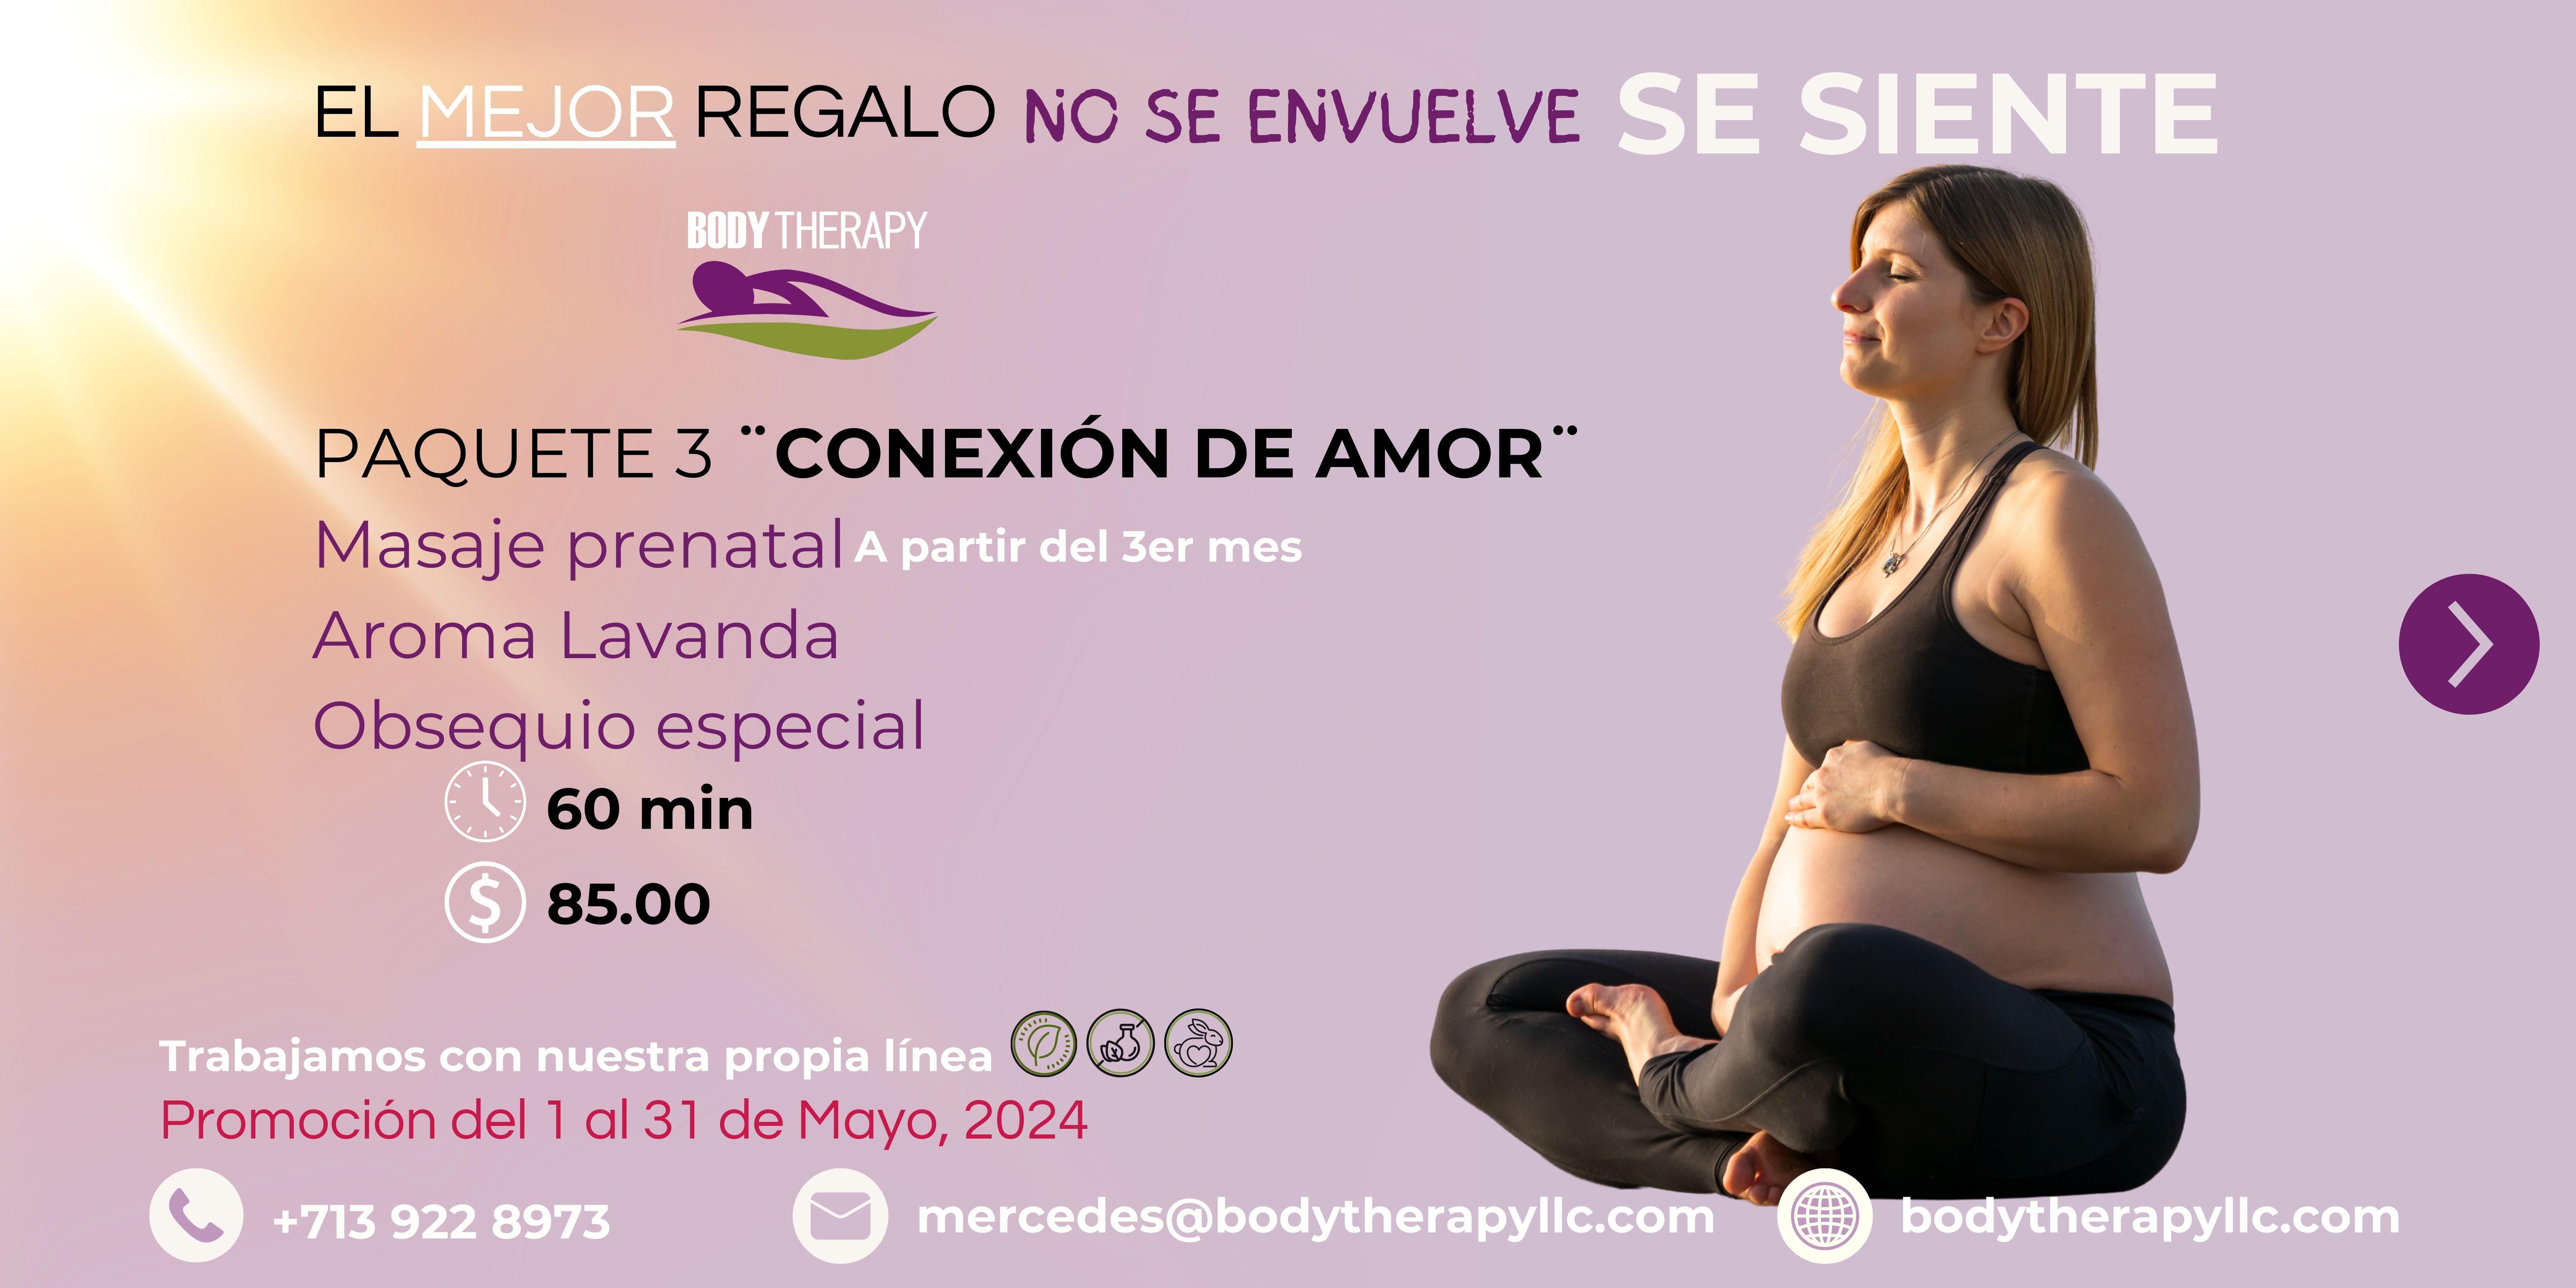 EL MEJOR REGALO NO SE ENVUELVE SE SIENTE
BODY THERAPY
PAQUETE 3 ¨CONEXIÓN DE AMOR¨
Masaje prenatal A partir del 3er mes
Aroma Lavanda
Obsequio especial
60 min
$ 85.00
Trabajamos con nuestra propia línea
Promoción del 1 al 31 de Mayo, 2024
+713 922 8973 mercedes@bodytherapyllc.com bodytherapyllc.com